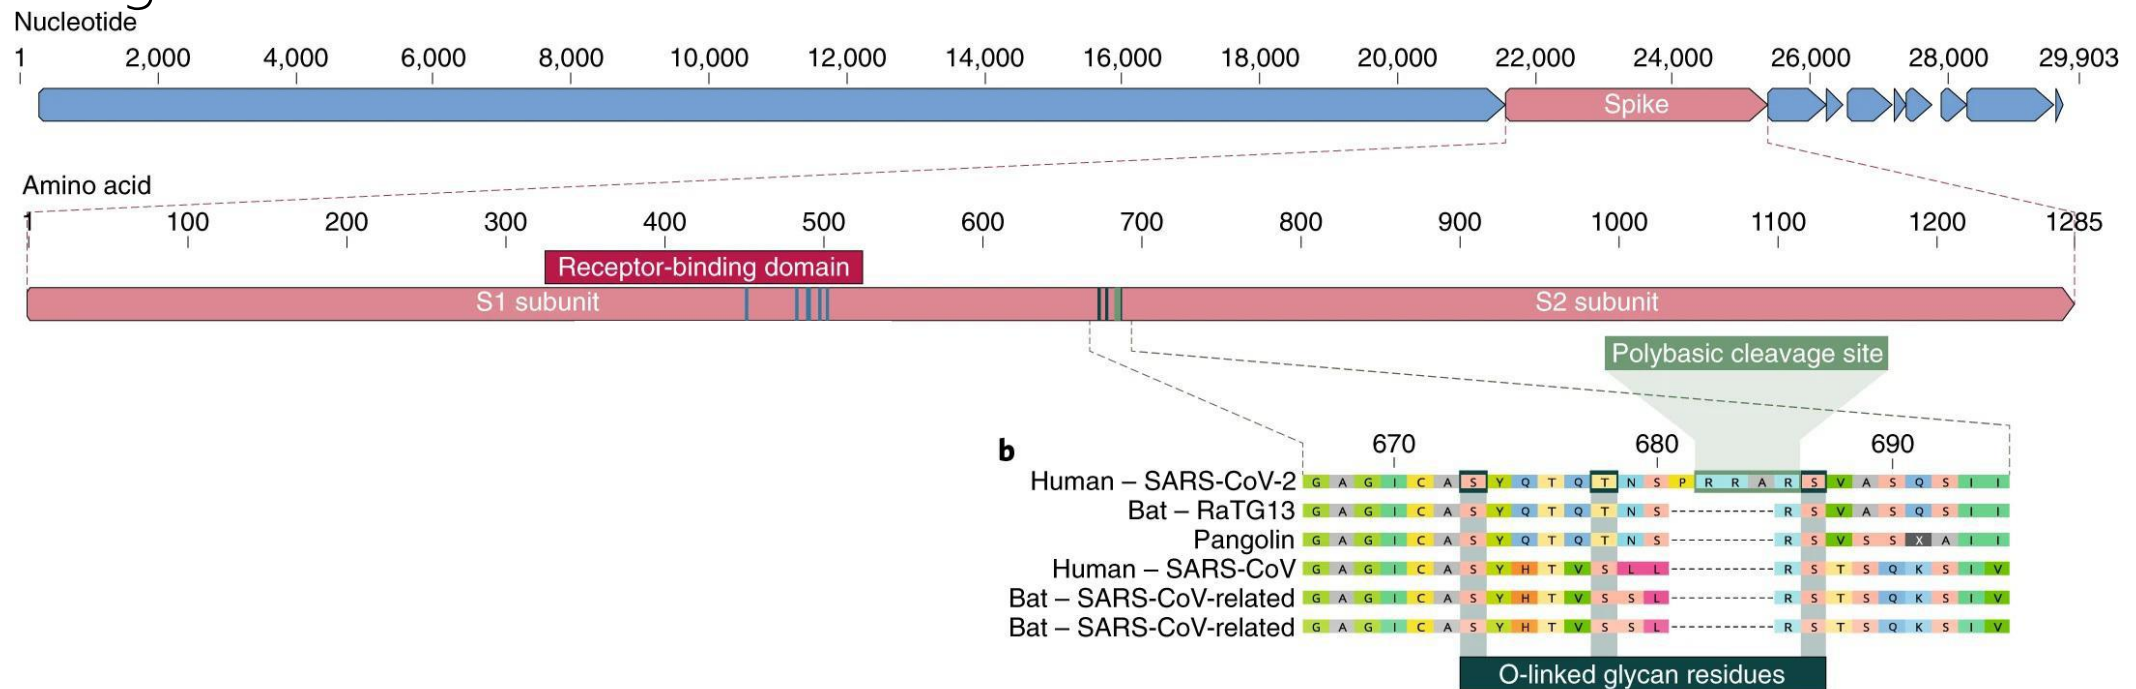 Nucleotide
1 2,000 4,000 6,000 8,000 10,000 12,000 14,000 16,000 18,000 20,000 22,000 24,000 26,000 28,000 29,903
Spike
Amino acid
1 100 200 300 400 500 600 700 800 900 1000 1100 1200 1285
Receptor-binding domain
S1 subunit S2 subunit
Polybasic cleavage site
b 670 680 690
Human – SARS-CoV-2 G A G I C A S Y Q T Q T N S P R R A R S V A S Q S I I
Bat – RaTG13 G A G I C A S Y Q T Q T N S ---------- R S V A S Q S I I
Pangolin G A G I C A S Y Q T Q T N S ---------- R S V S S X A I I
Human – SARS-CoV G A G I C A S Y H T V S L L ---------- R S T S Q K S I V
Bat – SARS-CoV-related G A G I C A S Y H T V S S L ---------- R S T S Q K S I V
Bat – SARS-CoV-related G A G I C A S Y H T V S S L ---------- R S T S Q K S I V
O-linked glycan residues